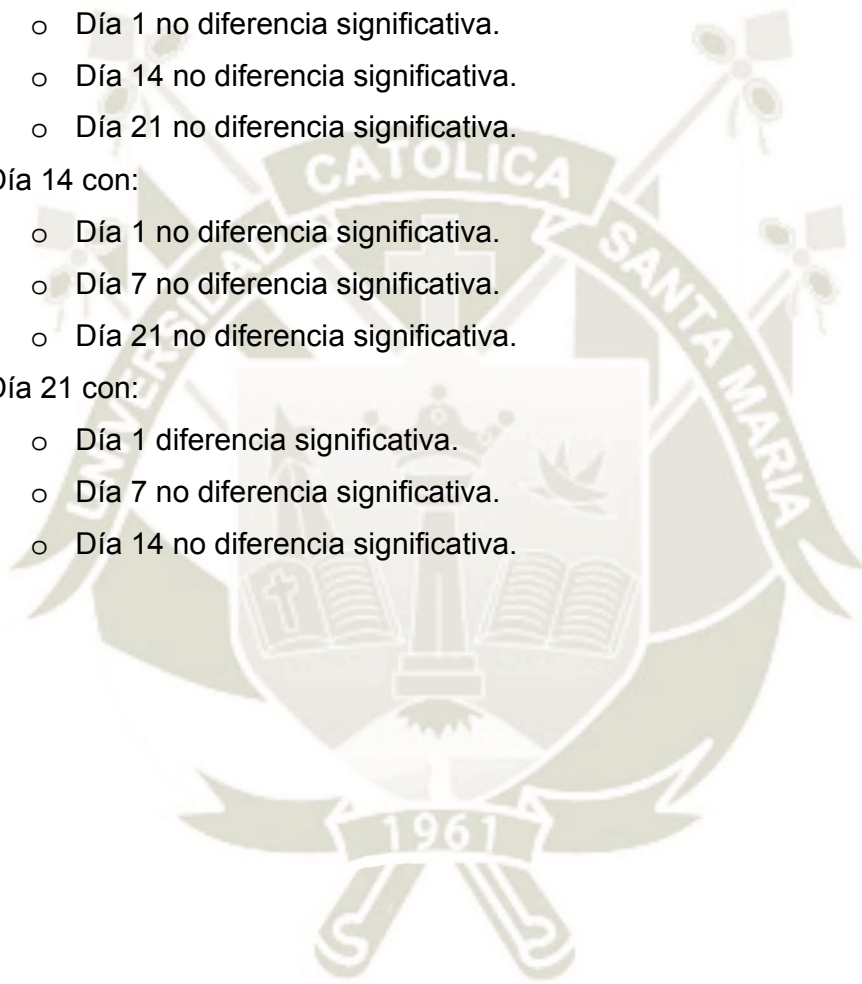 o Día 1 no diferencia significativa.
o Día 14 no diferencia significativa.
o Día 21 no diferencia significativa.
Día 14 con:
o Día 1 no diferencia significativa.
o Día 7 no diferencia significativa.
o Día 21 no diferencia significativa.
Día 21 con:
o Día 1 diferencia significativa.
o Día 7 no diferencia significativa.
o Día 14 no diferencia significativa.
UNIVERSIDAD CATOLICA SANTA MARIA
1961